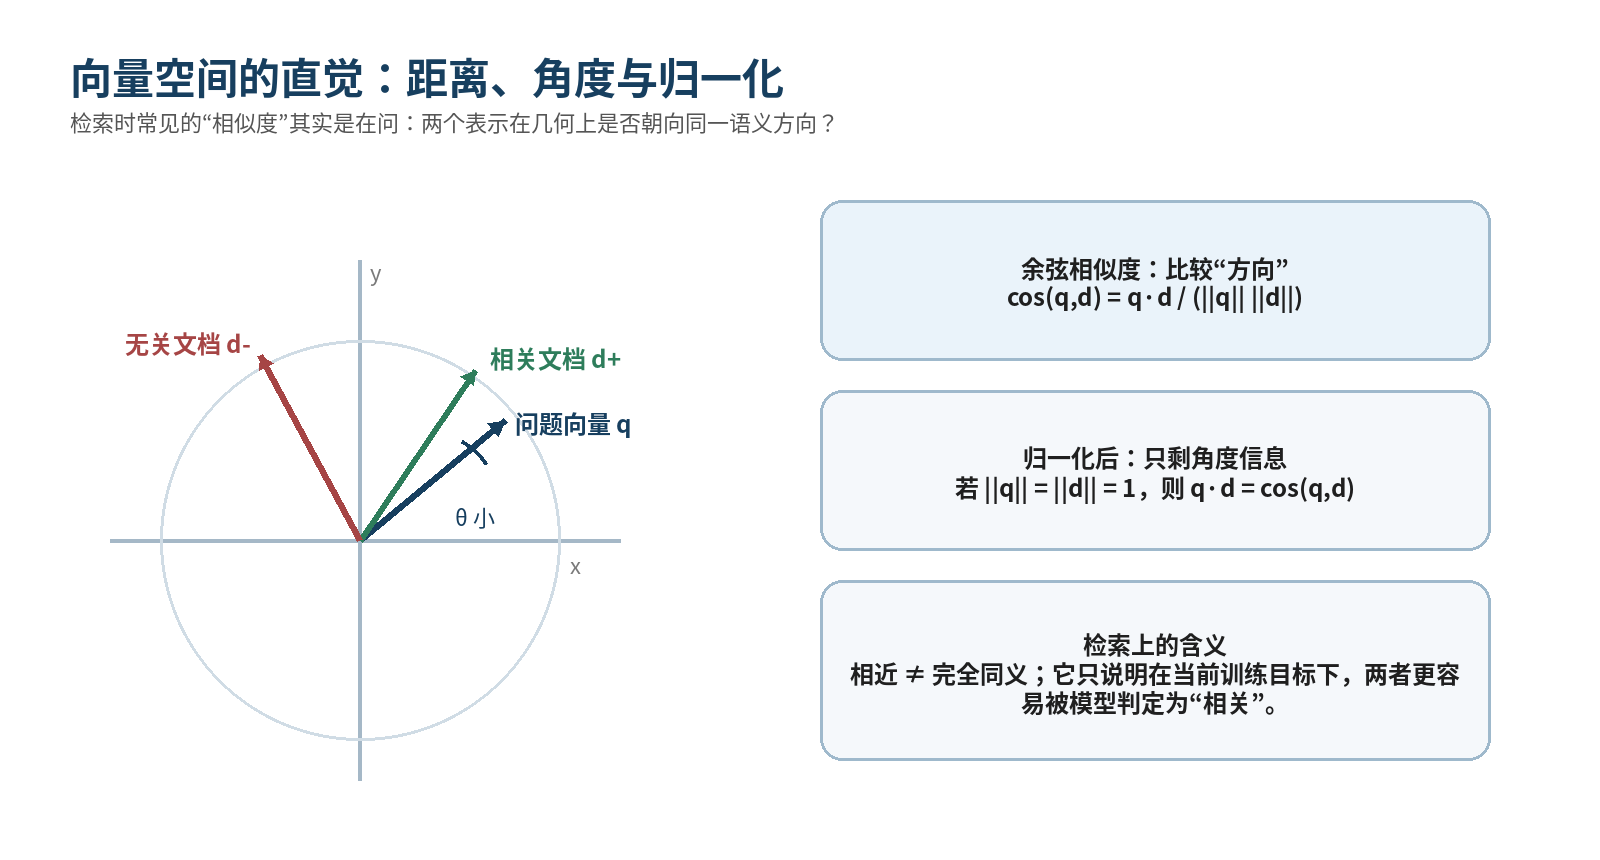 向量空间的直觉：距离、角度与归一化
检索时常见的“相似度”其实是在问：两个表示在几何上是否朝向同一语义方向？
y
无关文档 d-
相关文档 d+
问题向量 q
θ 小
x
余弦相似度：比较“方向”
cos(q,d) = q·d / (||q|| ||d||)
归一化后：只剩角度信息
若 ||q|| = ||d|| = 1，则 q·d = cos(q,d)
检索上的含义
相近 ≠ 完全同义；它只说明在当前训练目标下，两者更容
易被模型判定为“相关”。